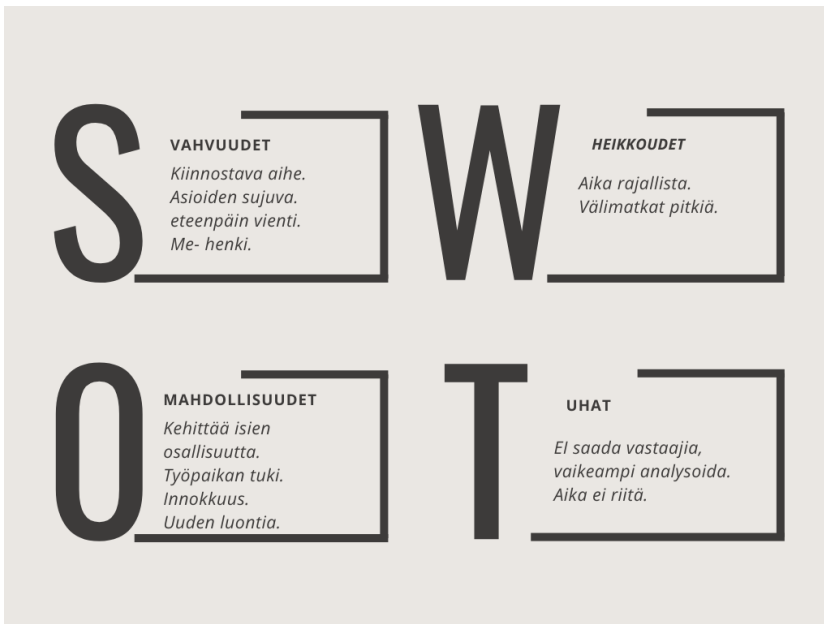 S
VAHVUUDET
Kiinnostava aihe.
Asioiden sujuva.
eteenpäin vienti.
Me- henki.
W
HEIKKOUDET
Aika rajallista.
Välimatkat pitkiä.
O
MAHDOLLISUUDET
Kehittää isien
osallisuutta.
Työpaikan tuki.
Innokkuus.
Uuden luontia.
T
UHAT
EI saada vastaajia,
vaikeampi analysoida.
Aika ei riitä.